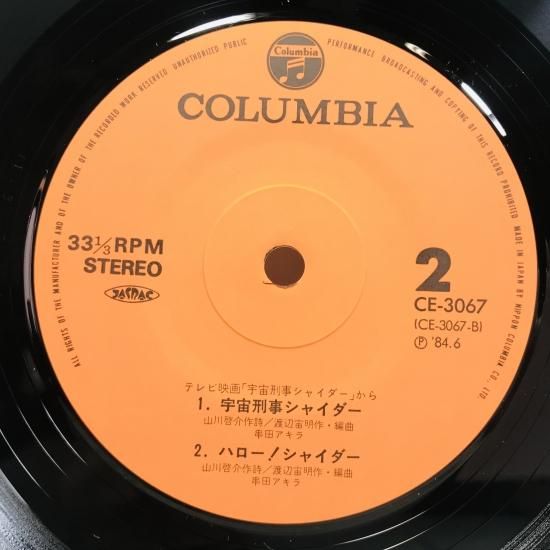 ALL RIGHTS OF THE MANUFACTURER AND OF THE OWNER OF THE RECORDED WORK RESERVED UNAUTHORIZED PUBLIC PERFORMANCE BROADCASTING AND COPYING OF THIS RECORD PROHIBITED MADE IN JAPAN BY NIPPON COLUMBIA CO., LTD.
Columbia
COLUMBIA
33 1/3 RPM
STEREO
JASRAC
2
CE-3067
(CE-3067-B)
Ⓟ '84.6
テレビ映画「宇宙刑事シャイダー」から
1. 宇宙刑事シャイダー
山川啓介作詩/渡辺宙明作・編曲
串田アキラ
2. ハロー!シャイダー
山川啓介作詩/渡辺宙明作・編曲
串田アキラ